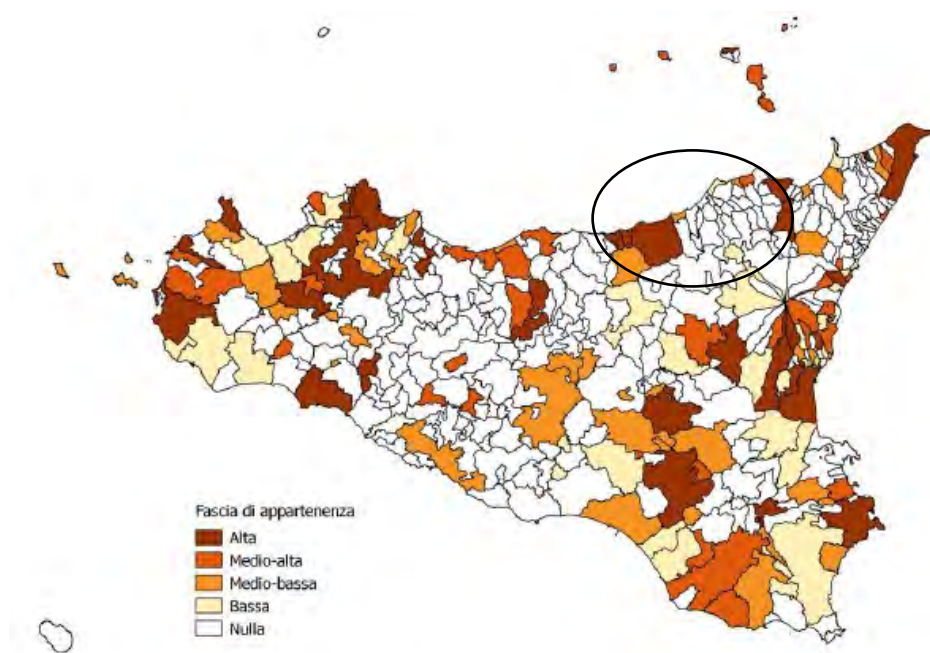 Fascia di appartenenza
Alta
Medio-alta
Medio-bassa
Bassa
Nulla